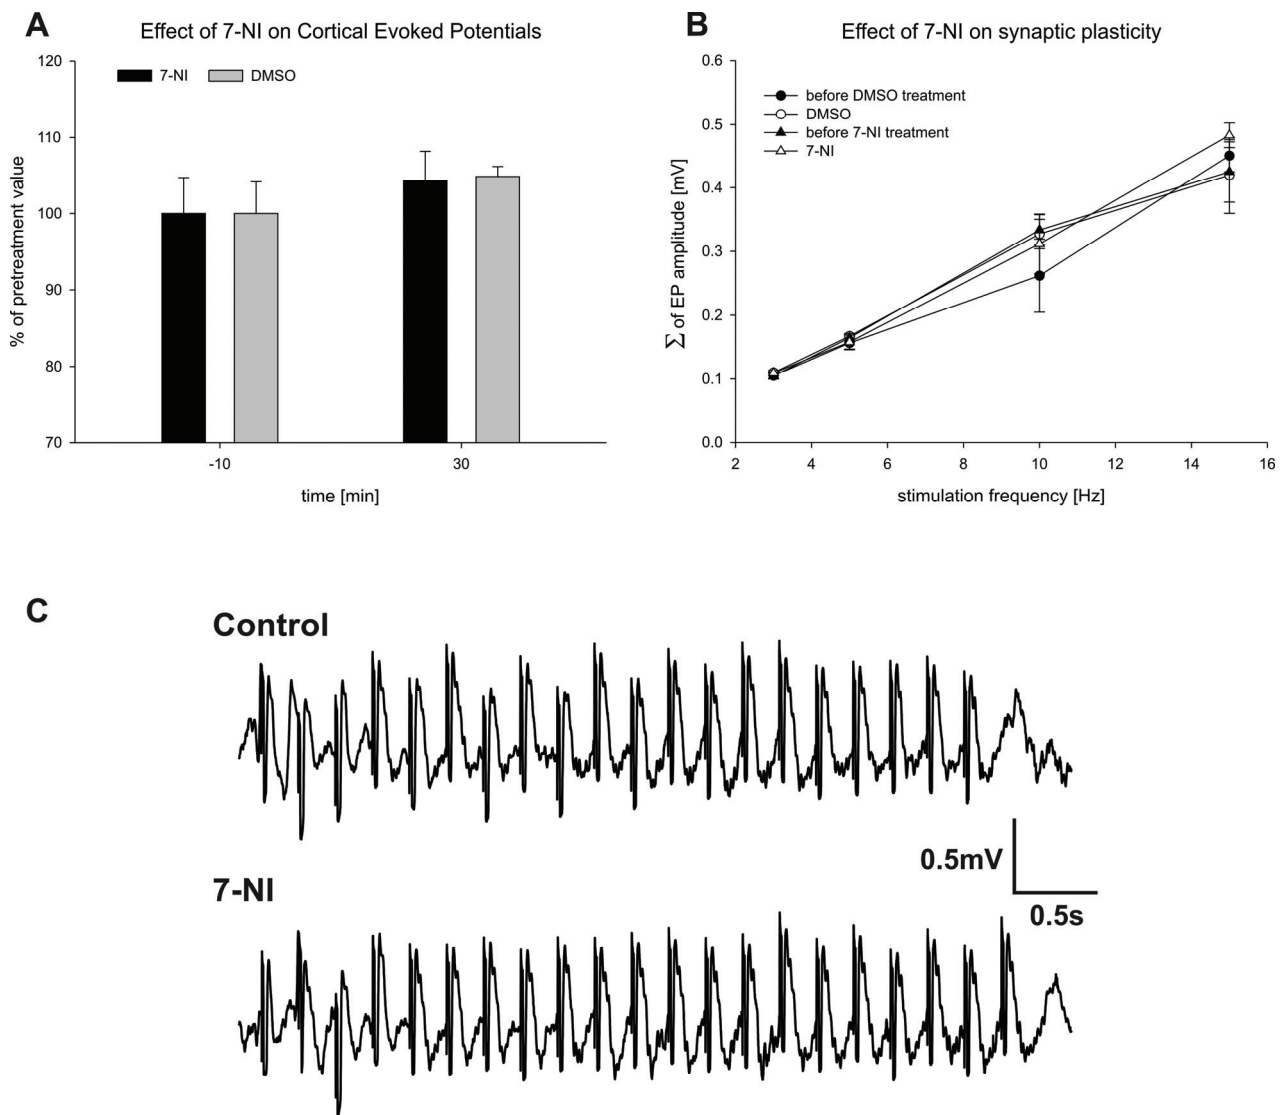 A
Effect of 7-NI on Cortical Evoked Potentials
120
110
100
90
80
70
% of pretreatment value
7-NI
DMSO
-10
30
time [min]
B
Effect of 7-NI on synaptic plasticity
0.6
0.5
0.4
0.3
0.2
0.1
0.0
∑ of EP amplitude [mV]
before DMSO treatment
DMSO
before 7-NI treatment
7-NI
2
4
6
8
10
12
14
16
stimulation frequency [Hz]
C
Control
0.5mV
0.5s
7-NI